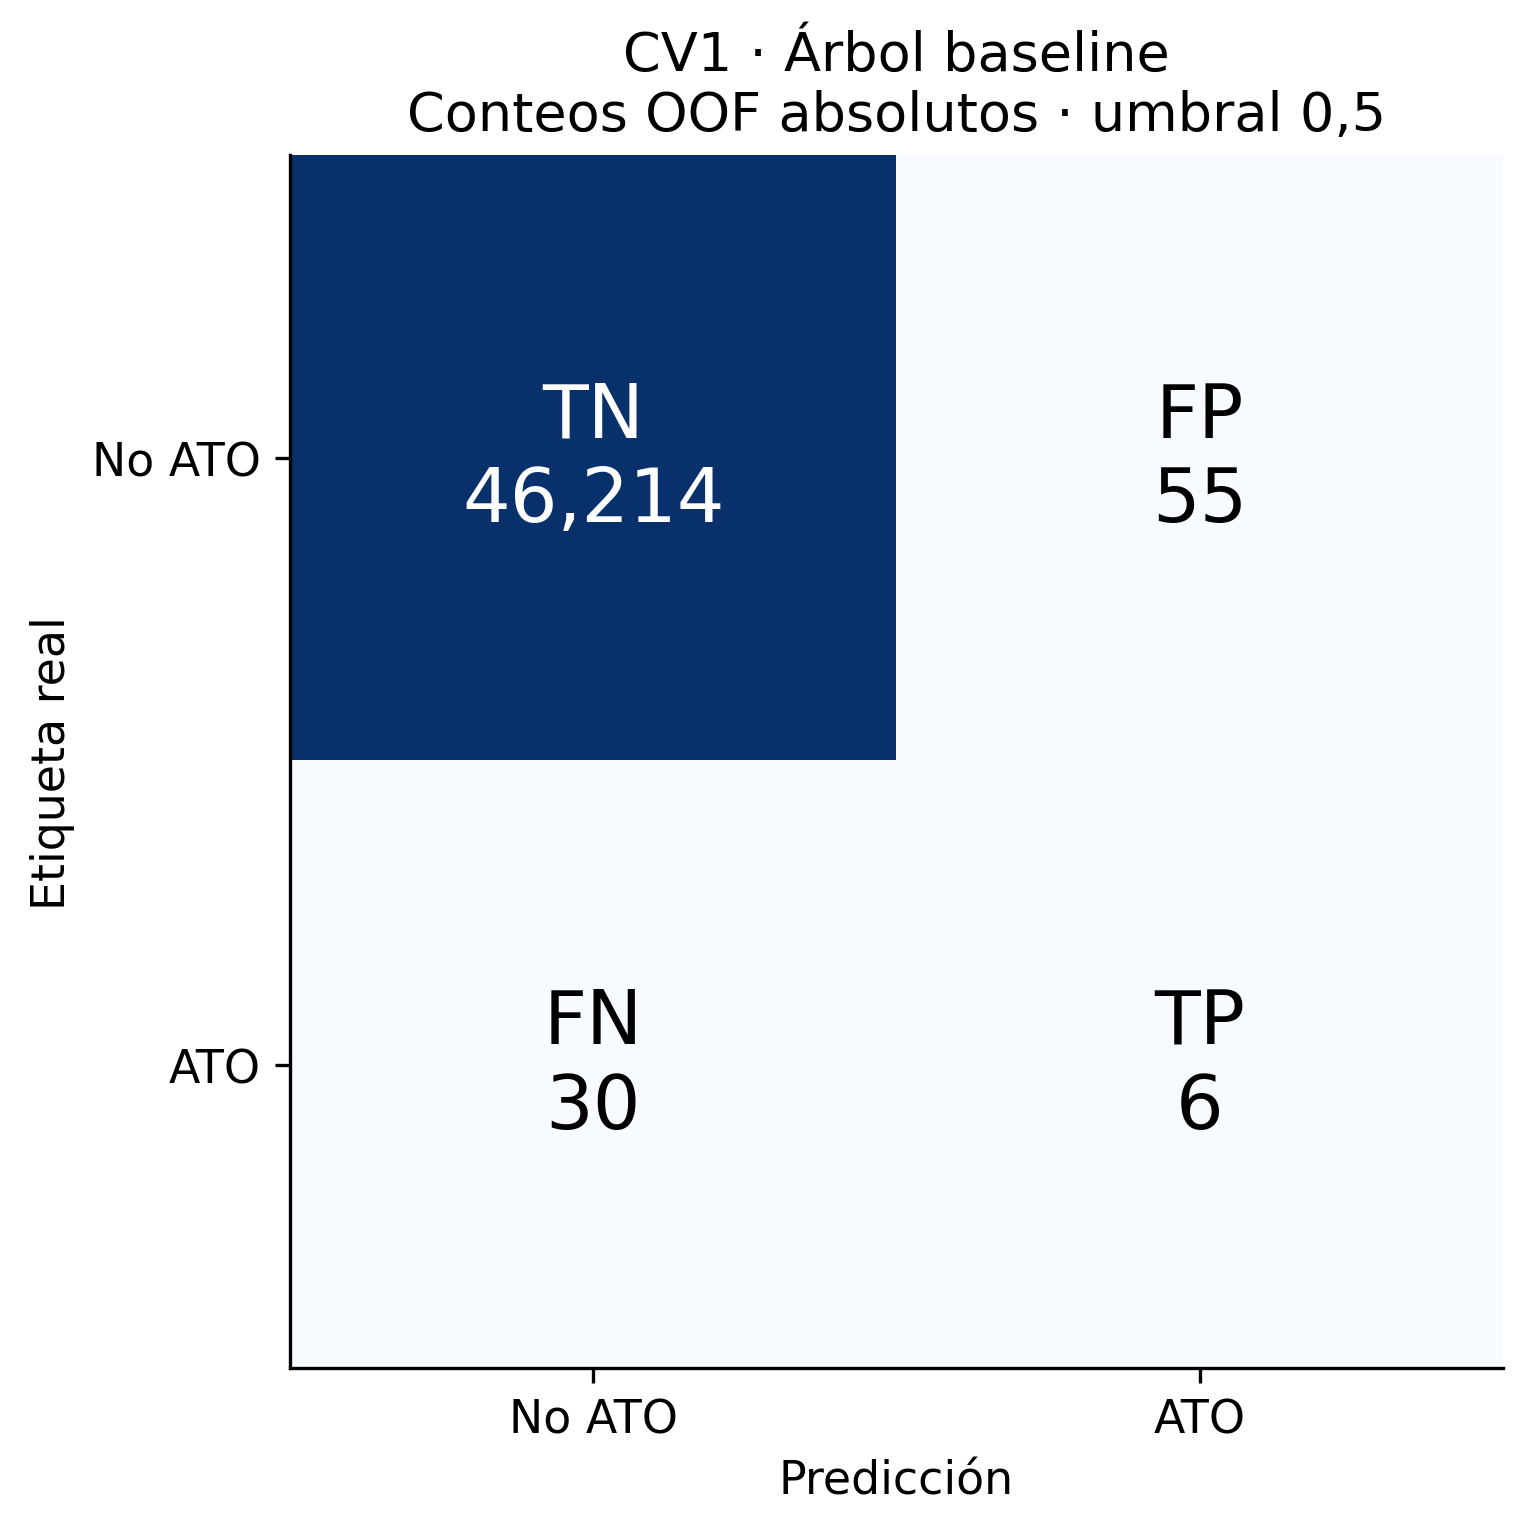 CV1 · Árbol baseline
Conteos OOF absolutos · umbral 0,5
Etiqueta real
No ATO
TN
46,214
FP
55
ATO
FN
30
TP
6
No ATO
ATO
Predicción